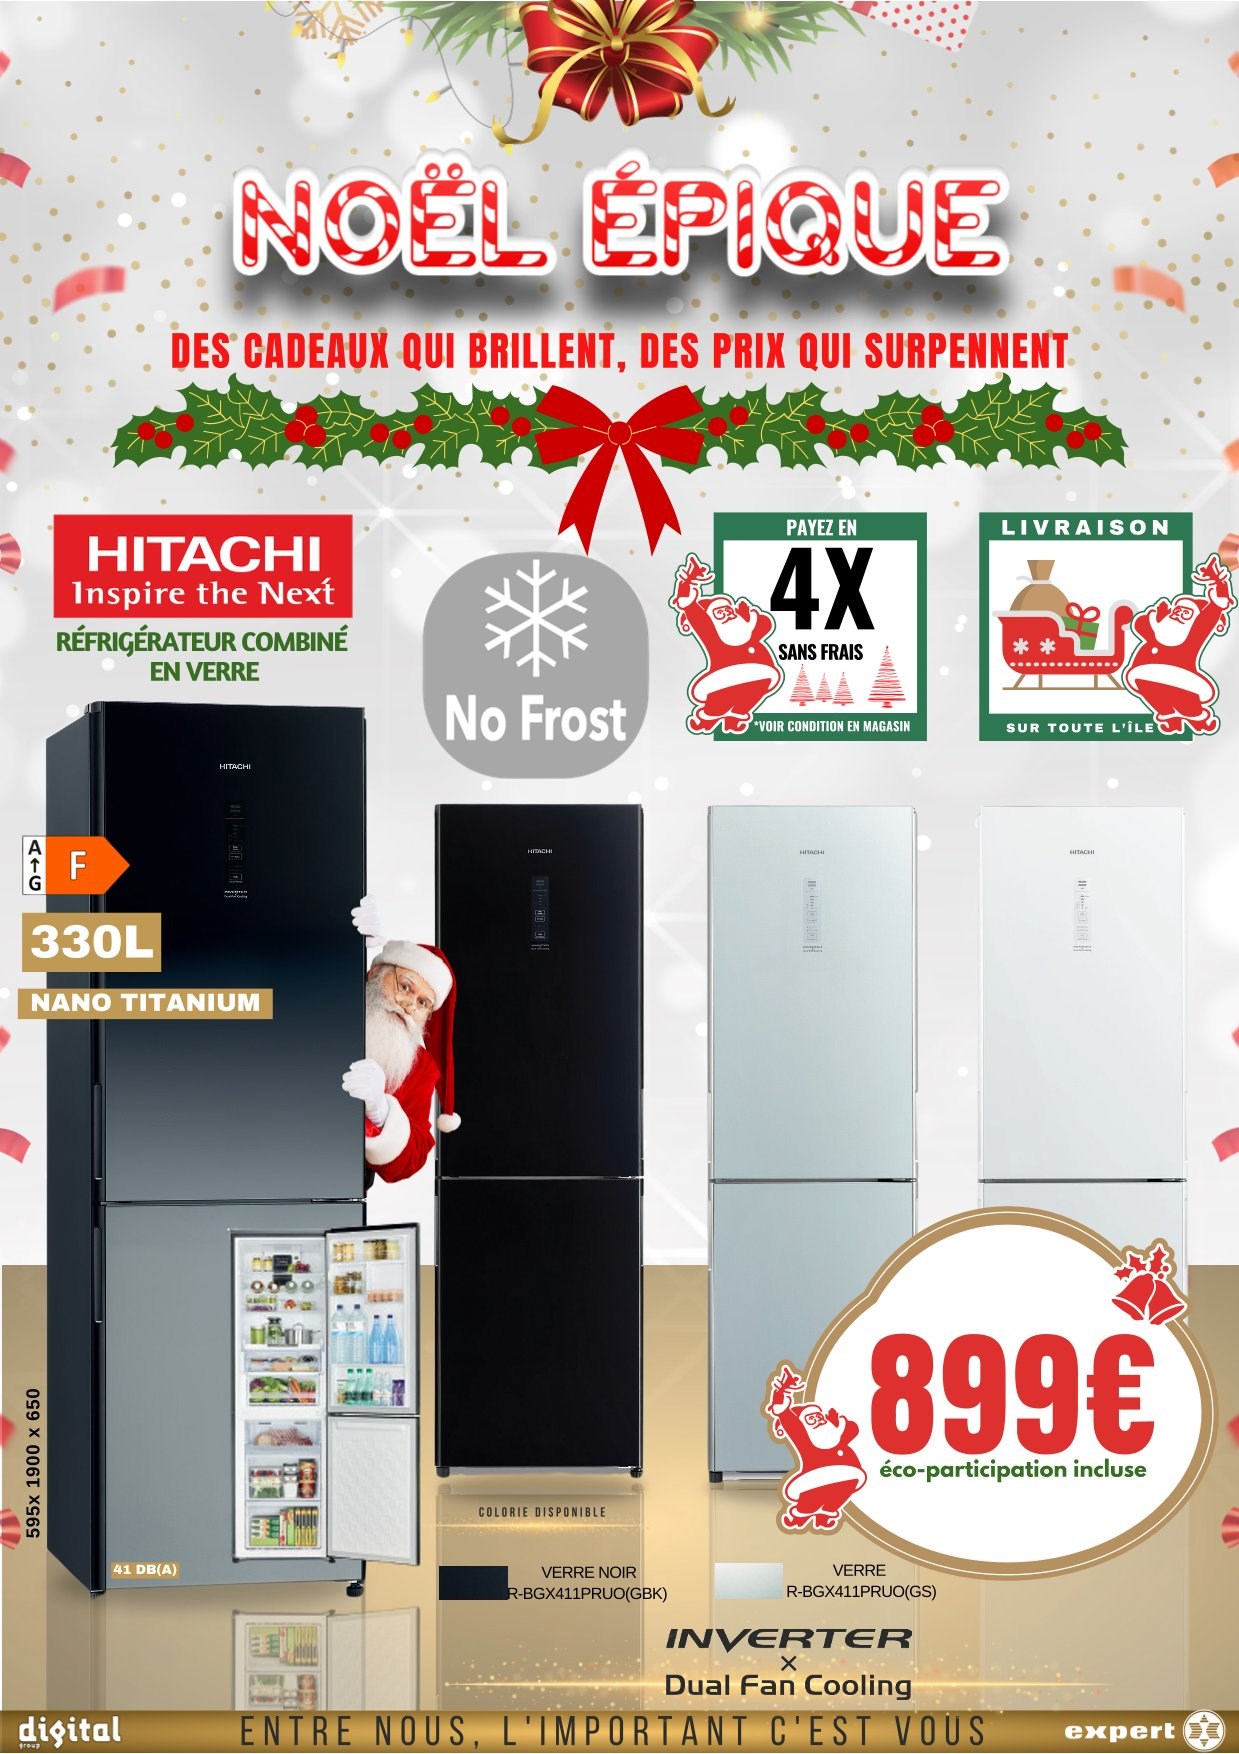 NOËL ÉPIQUE
DES CADEAUX QUI BRILLENT, DES PRIX QUI SURPENNENT
HITACHI
Inspire the Next
RÉFRIGÉRATEUR COMBINÉ
EN VERRE
No Frost
PAYEZ EN
4X
SANS FRAIS
*VOIR CONDITION EN MAGASIN
LIVRAISON
SUR TOUTE L'ÎLE
HITACHI
HITACHI
HITACHI
HITACHI
A
G
F
INVERTER
330L
NANO TITANIUM
595x 1900 x 650
41 DB(A)
899€
éco-participation incluse
COLORIE DISPONIBLE
VERRE NOIR
R-BGX411PRUO(GBK)
VERRE
R-BGX411PRUO(GS)
INVERTER
×
Dual Fan Cooling
digital
group
ENTRE NOUS, L'IMPORTANT C'EST VOUS
expert